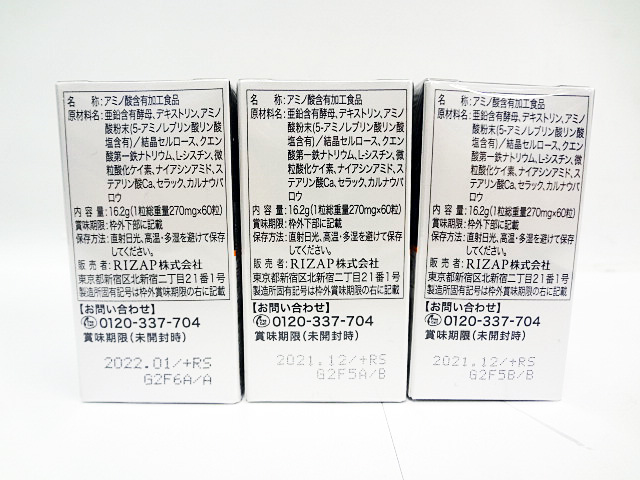 名　称:アミノ酸含有加工食品
原材料名:亜鉛含有酵母、デキストリン、アミノ
酸粉末(5-アミノレブリン酸リン酸
塩含有)/結晶セルロース、クエン
酸第一鉄ナトリウム、L-シスチン、微
粒酸化ケイ素、ナイアシンアミド、ス
テアリン酸Ca、セラック、カルナウバ
ロウ
内 容 量:16.2g(1粒総重量270mg×60粒)
賞味期限:枠外下部に記載
保存方法:直射日光、高温・多湿を避けて保存
してください。
販 売 者:RIZAP株式会社
東京都新宿区北新宿二丁目21番1号
製造所固有記号は枠外賞味期限の右に記載
【お問い合わせ】
0120-337-704
賞味期限(未開封時)
2022.01/+RS
G2F6A/A
名　称:アミノ酸含有加工食品
原材料名:亜鉛含有酵母、デキストリン、アミノ
酸粉末(5-アミノレブリン酸リン酸
塩含有)/結晶セルロース、クエン
酸第一鉄ナトリウム、L-シスチン、微
粒酸化ケイ素、ナイアシンアミド、ス
テアリン酸Ca、セラック、カルナウバ
ロウ
内 容 量:16.2g(1粒総重量270mg×60粒)
賞味期限:枠外下部に記載
保存方法:直射日光、高温・多湿を避けて保存
してください。
販 売 者:RIZAP株式会社
東京都新宿区北新宿二丁目21番1号
製造所固有記号は枠外賞味期限の右に記載
【お問い合わせ】
0120-337-704
賞味期限(未開封時)
2021.12/+RS
G2F5A/B
名　称:アミノ酸含有加工食品
原材料名:亜鉛含有酵母、デキストリン、アミノ
酸粉末(5-アミノレブリン酸リン酸
塩含有)/結晶セルロース、クエン
酸第一鉄ナトリウム、L-シスチン、微
粒酸化ケイ素、ナイアシンアミド、ス
テアリン酸Ca、セラック、カルナウバ
ロウ
内 容 量:16.2g(1粒総重量270mg×60粒)
賞味期限:枠外下部に記載
保存方法:直射日光、高温・多湿を避けて保存
してください。
販 売 者:RIZAP株式会社
東京都新宿区北新宿二丁目21番1号
製造所固有記号は枠外賞味期限の右に記載
【お問い合わせ】
0120-337-704
賞味期限(未開封時)
2021.12/+RS
G2F5B/B